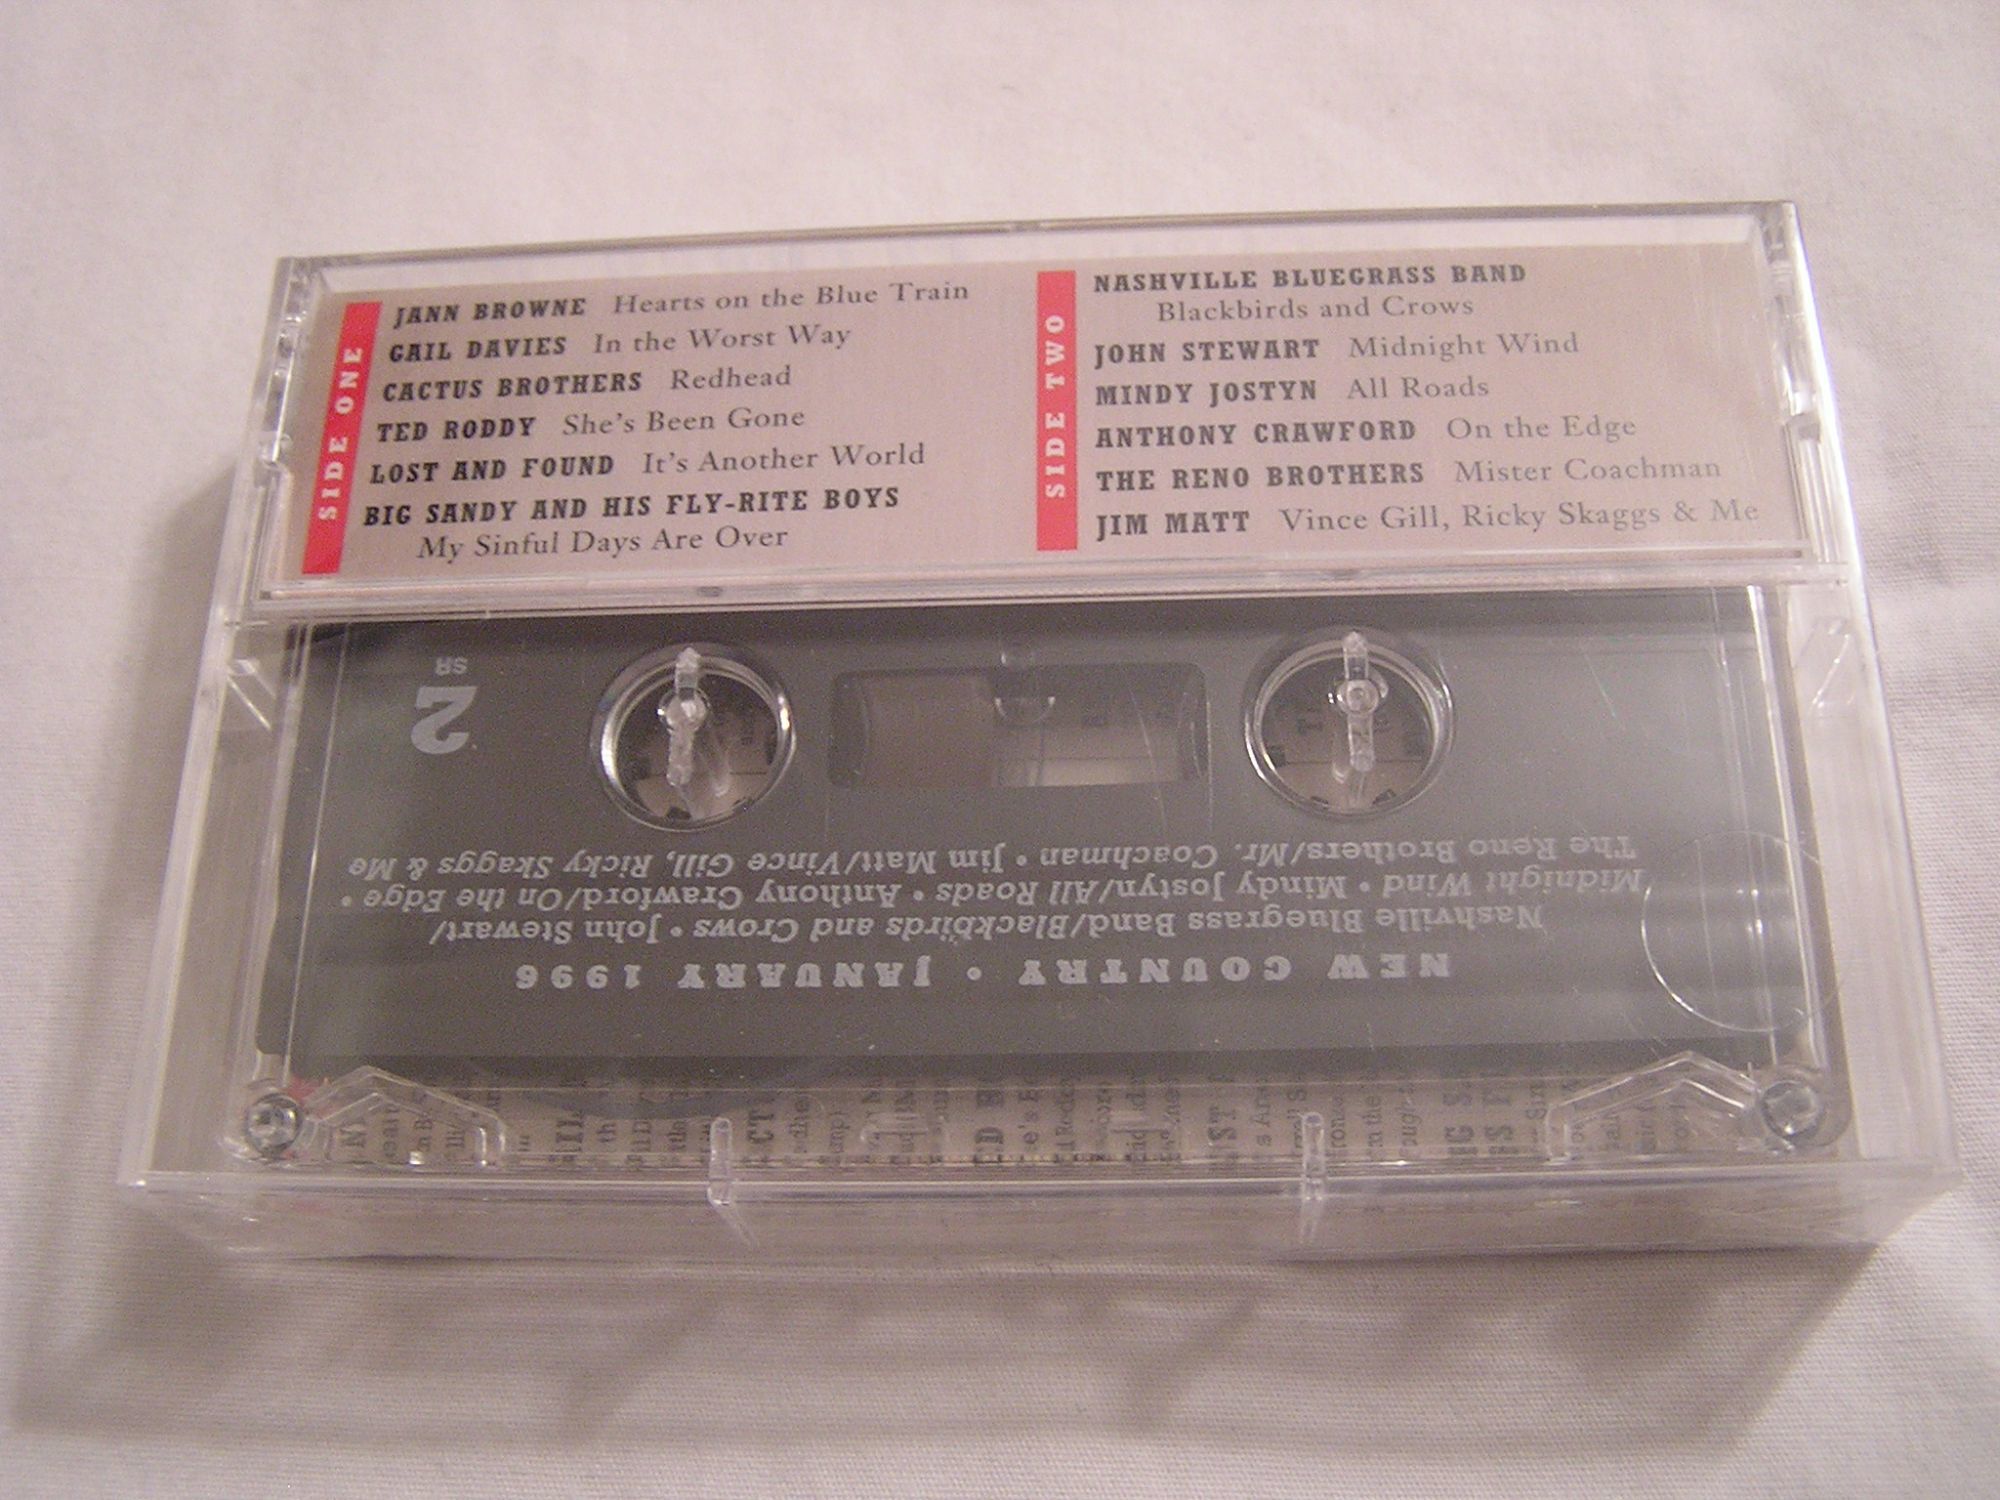 SIDE ONE
JANN BROWNE Hearts on the Blue Train
GAIL DAVIES In the Worst Way
CACTUS BROTHERS Redhead
TED RODDY She's Been Gone
LOST AND FOUND It's Another World
BIG SANDY AND HIS FLY-RITE BOYS
My Sinful Days Are Over
SIDE TWO
NASHVILLE BLUEGRASS BAND
Blackbirds and Crows
JOHN STEWART Midnight Wind
MINDY JOSTYN All Roads
ANTHONY CRAWFORD On the Edge
THE RENO BROTHERS Mister Coachman
JIM MATT Vince Gill, Ricky Skaggs & Me
NEW COUNTRY • JANUARY 1996
Nashville Bluegrass Band/Blackbirds and Crows • John Stewart/
Midnight Wind • Mindy Jostyn/All Roads • Anthony Crawford/On the Edge •
The Reno Brothers/Mr. Coachman • Jim Matt/Vince Gill, Ricky Skaggs & Me
2
SR